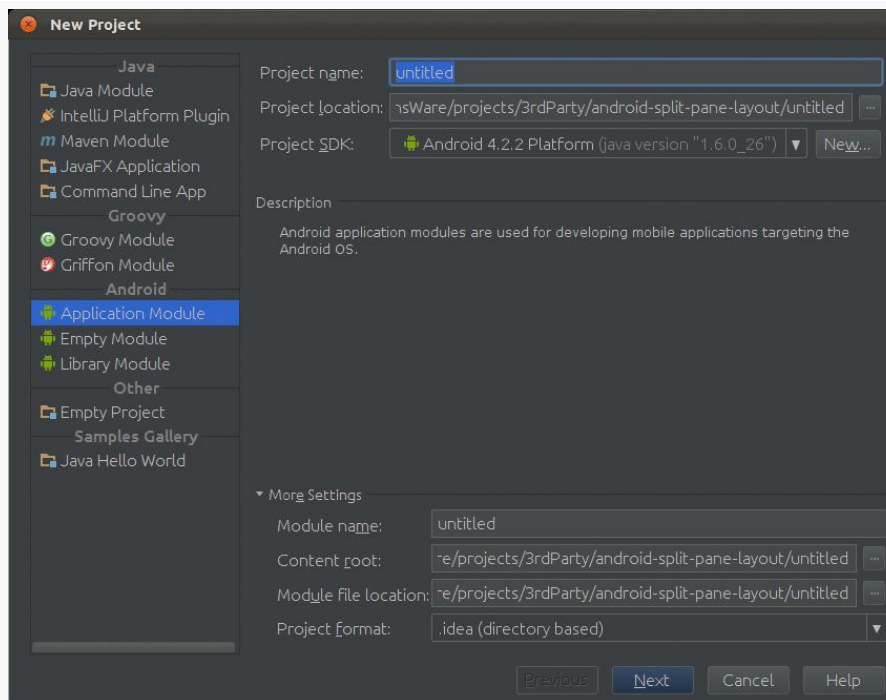 New Project
Java
Java Module
IntelliJ Platform Plugin
Maven Module
JavaFX Application
Command Line App
Groovy
Groovy Module
Griffon Module
Android
Application Module
Empty Module
Library Module
Other
Empty Project
Samples Gallery
Java Hello World
Project name: untitled
Project location: nsWare/projects/3rdParty/android-split-pane-layout/untitled ...
Project SDK: Android 4.2.2 Platform (java version "1.6.0_26") New...
Description
Android application modules are used for developing mobile applications targeting the
Android OS.
More Settings
Module name: untitled
Content root: re/projects/3rdParty/android-split-pane-layout/untitled ...
Module file location: re/projects/3rdParty/android-split-pane-layout/untitled ...
Project format: .idea (directory based)
Previous Next Cancel Help